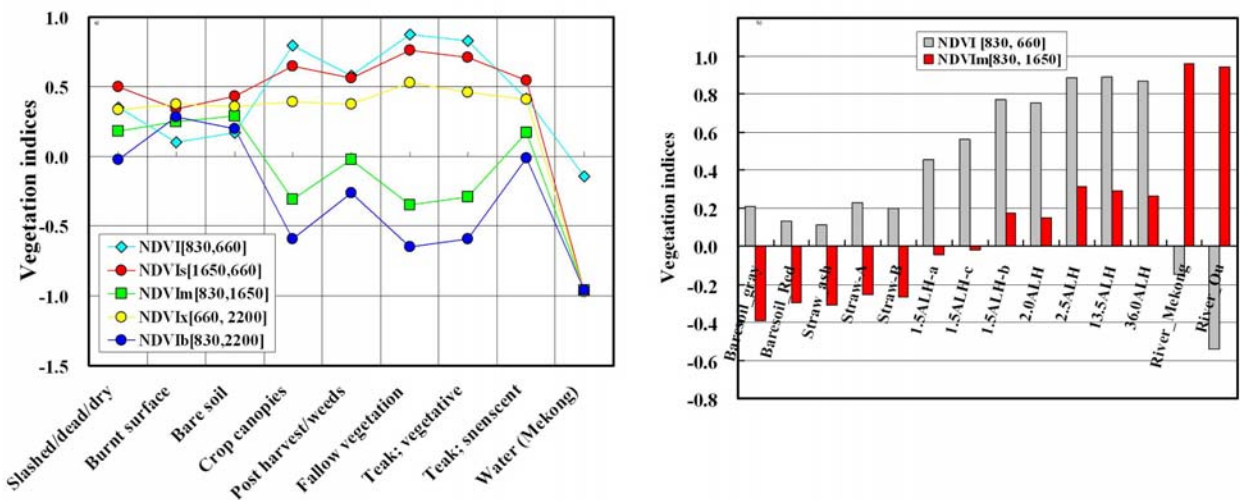 Vegetation indices
1.0
0.5
0.0
-0.5
-1.0
-1.5
NDVI[830,660]
NDVIs[1650,660]
NDVIm[830,1650]
NDVIx[660, 2200]
NDVIb[830,2200]
Slashed/dead/dry
Burnt surface
Bare soil
Crop canopies
Post harvest/weeds
Fallow vegetation
Teak; vegetative
Teak; snenscent
Water (Mekong)
Vegetation indices
1.0
0.8
0.6
0.4
0.2
0.0
-0.2
-0.4
-0.6
-0.8
NDVI [830, 660]
NDVIm[830, 1650]
Baresoil_gray
Baresoil_Red
Straw_ash
Straw-A
Straw-B
1.5ALH-a
1.5ALH-c
1.5ALH-b
2.0ALH
2.5ALH
13.5ALH
36.0ALH
River_Mekong
River_Ou